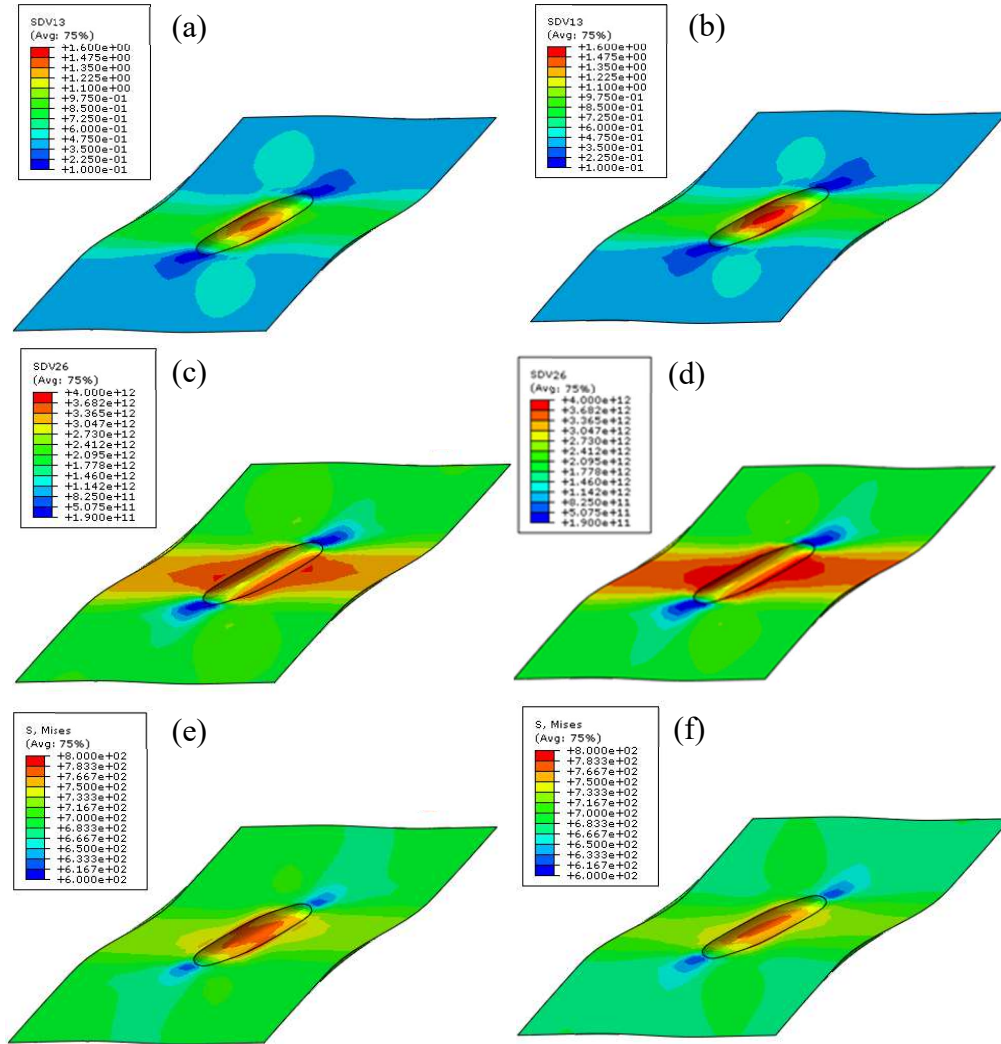 SDV13
(Avg: 75%)
+1.600e+00
+1.475e+00
+1.350e+00
+1.225e+00
+1.100e+00
+9.750e-01
+8.500e-01
+7.250e-01
+6.000e-01
+4.750e-01
+3.500e-01
+2.250e-01
+1.000e-01
(a)
SDV13
(Avg: 75%)
+1.600e+00
+1.475e+00
+1.350e+00
+1.225e+00
+1.100e+00
+9.750e-01
+8.500e-01
+7.250e-01
+6.000e-01
+4.750e-01
+3.500e-01
+2.250e-01
+1.000e-01
(b)
SDV26
(Avg: 75%)
+4.000e+12
+3.682e+12
+3.365e+12
+3.047e+12
+2.730e+12
+2.412e+12
+2.095e+12
+1.778e+12
+1.460e+12
+1.142e+12
+8.250e+11
+5.075e+11
+1.900e+11
(c)
SDV26
(Avg: 75%)
+4.000e+12
+3.682e+12
+3.365e+12
+3.047e+12
+2.730e+12
+2.412e+12
+2.095e+12
+1.778e+12
+1.460e+12
+1.142e+12
+8.250e+11
+5.075e+11
+1.900e+11
(d)
S, Mises
(Avg: 75%)
+8.000e+02
+7.833e+02
+7.667e+02
+7.500e+02
+7.333e+02
+7.167e+02
+7.000e+02
+6.833e+02
+6.667e+02
+6.500e+02
+6.333e+02
+6.167e+02
+6.000e+02
(e)
S, Mises
(Avg: 75%)
+8.000e+02
+7.833e+02
+7.667e+02
+7.500e+02
+7.333e+02
+7.167e+02
+7.000e+02
+6.833e+02
+6.667e+02
+6.500e+02
+6.333e+02
+6.167e+02
+6.000e+02
(f)